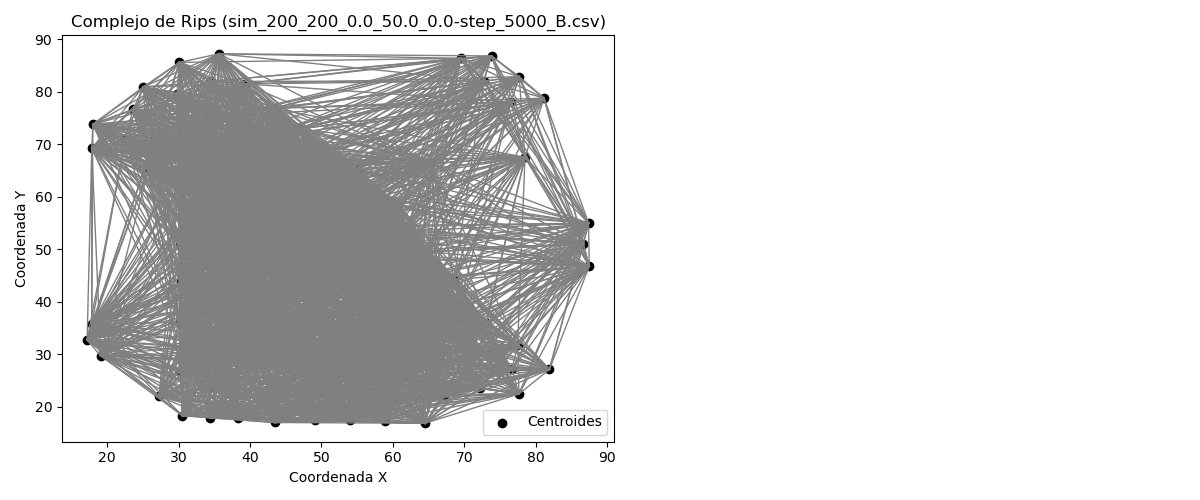 Complejo de Rips (sim_200_200_0.0_50.0_0.0-step_5000_B.csv)
90
80
70
60
50
40
30
20
Coordenada Y
20 30 40 50 60 70 80 90
Coordenada X
Centroides